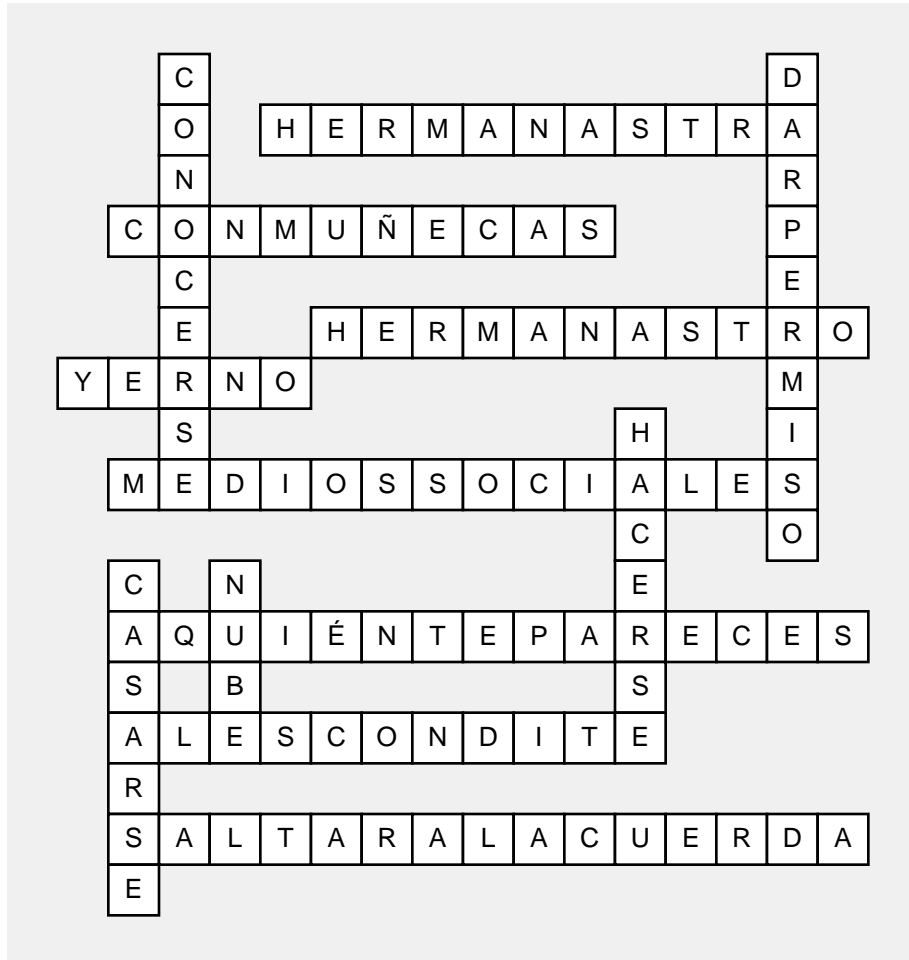 CONOCERSE
DARPERMISO
HERMANASTRA
CONMUÑECAS
HERMANASTRO
YERNO
HACERSE
MEDIOSSOCIALES
CASARSE
NUBE
AQUIÉNTEPARECES
ALESCONDITE
SALTARALACUERDA